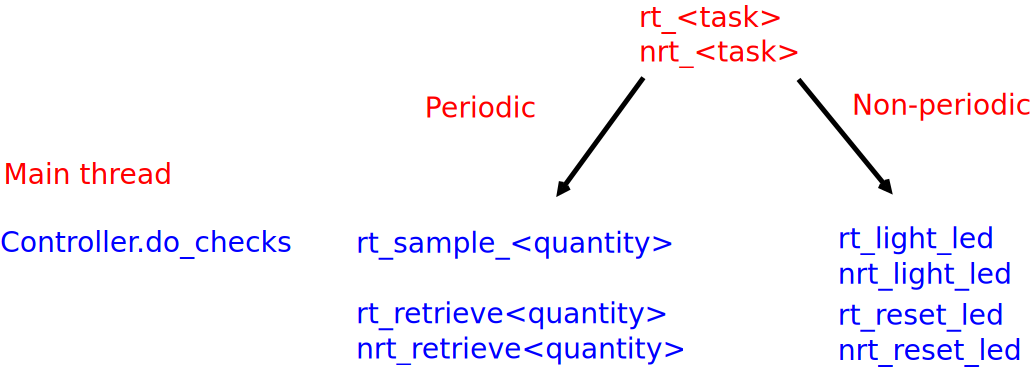 rt_<task>
nrt_<task>
Periodic
Non-periodic
Main thread
Controller.do_checks
rt_sample_<quantity>
rt_retrieve<quantity>
nrt_retrieve<quantity>
rt_light_led
nrt_light_led
rt_reset_led
nrt_reset_led